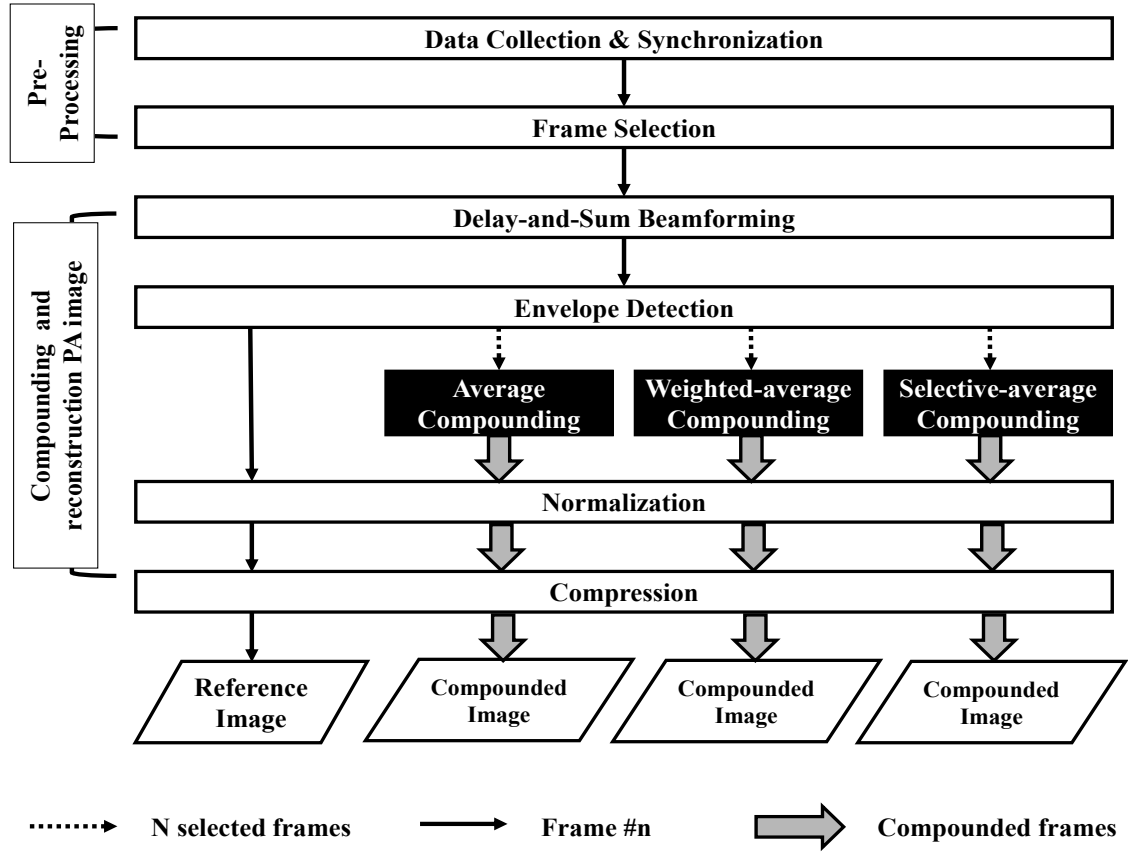 Pre-
Processing
Data Collection & Synchronization
Frame Selection
Compounding and
reconstruction PA image
Delay-and-Sum Beamforming
Envelope Detection
Average
Compounding
Weighted-average
Compounding
Selective-average
Compounding
Normalization
Compression
Reference
Image
Compounded
Image
Compounded
Image
Compounded
Image
N selected frames
Frame #n
Compounded frames